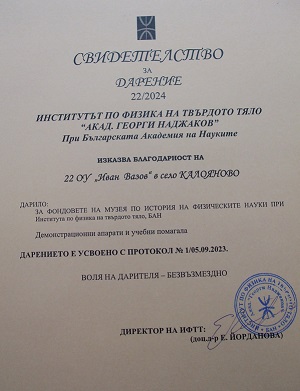 СВИДЕТЕЛСТВО
ЗА
ДАРЕНИЕ
22/2024
ИНСТИТУТЪТ ПО ФИЗИКА НА ТВЪРДОТО ТЯЛО
“АКАД. ГЕОРГИ НАДЖАКОВ”
При Българската Академия на Науките
ИЗКАЗВА БЛАГОДАРНОСТ НА
22 ОУ „Иван Вазов“ в село КАЛОЯНОВО
ДАРИЛО:
ЗА ФОНДОВЕТЕ НА МУЗЕЯ ПО ИСТОРИЯ НА ФИЗИЧЕСКИТЕ НАУКИ ПРИ
Института по физика на твърдото тяло, БАН
Демонстрационни апарати и учебни помагала
ДАРЕНИЕТО Е УСВОЕНО С ПРОТОКОЛ № 1/05.09.2023.
ВОЛЯ НА ДАРИТЕЛЯ – БЕЗВЪЗМЕЗДНО
ДИРЕКТОР НА ИФТТ:
(доц.д-р Е. ЙОРДАНОВА)